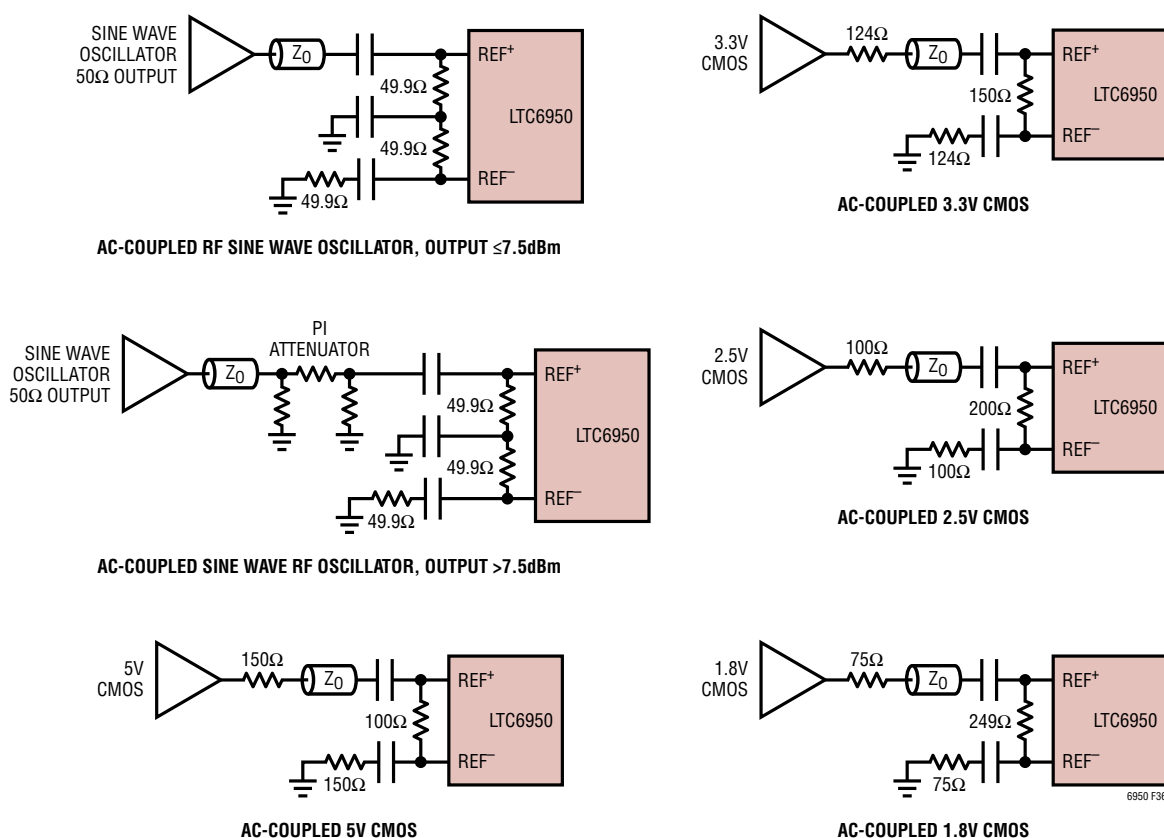 SINE WAVE
OSCILLATOR
50Ω OUTPUT
Z0
REF+
49.9Ω
LTC6950
49.9Ω
REF–
49.9Ω
AC-COUPLED RF SINE WAVE OSCILLATOR, OUTPUT ≤7.5dBm
3.3V
CMOS
124Ω
Z0
REF+
150Ω
LTC6950
REF–
124Ω
AC-COUPLED 3.3V CMOS
SINE WAVE
OSCILLATOR
50Ω OUTPUT
Z0
PI
ATTENUATOR
REF+
49.9Ω
LTC6950
49.9Ω
REF–
49.9Ω
AC-COUPLED SINE WAVE RF OSCILLATOR, OUTPUT >7.5dBm
2.5V
CMOS
100Ω
Z0
REF+
200Ω
LTC6950
REF–
100Ω
AC-COUPLED 2.5V CMOS
5V
CMOS
150Ω
Z0
REF+
100Ω
LTC6950
REF–
150Ω
AC-COUPLED 5V CMOS
1.8V
CMOS
75Ω
Z0
REF+
249Ω
LTC6950
REF–
75Ω
6950 F36
AC-COUPLED 1.8V CMOS